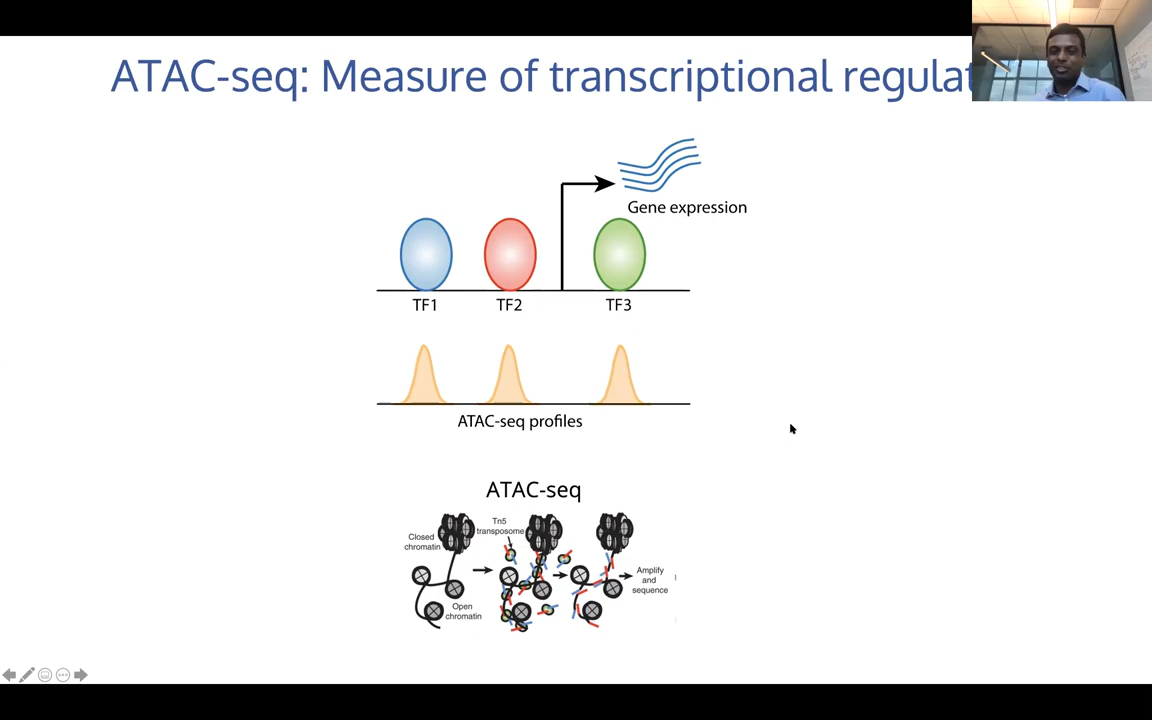 ATAC-seq: Measure of transcriptional regulat
Gene expression
TF1 TF2 TF3
ATAC-seq profiles
ATAC-seq
Closed
chromatin
Tn5
transposome
Open
chromatin
Amplify
and
sequence